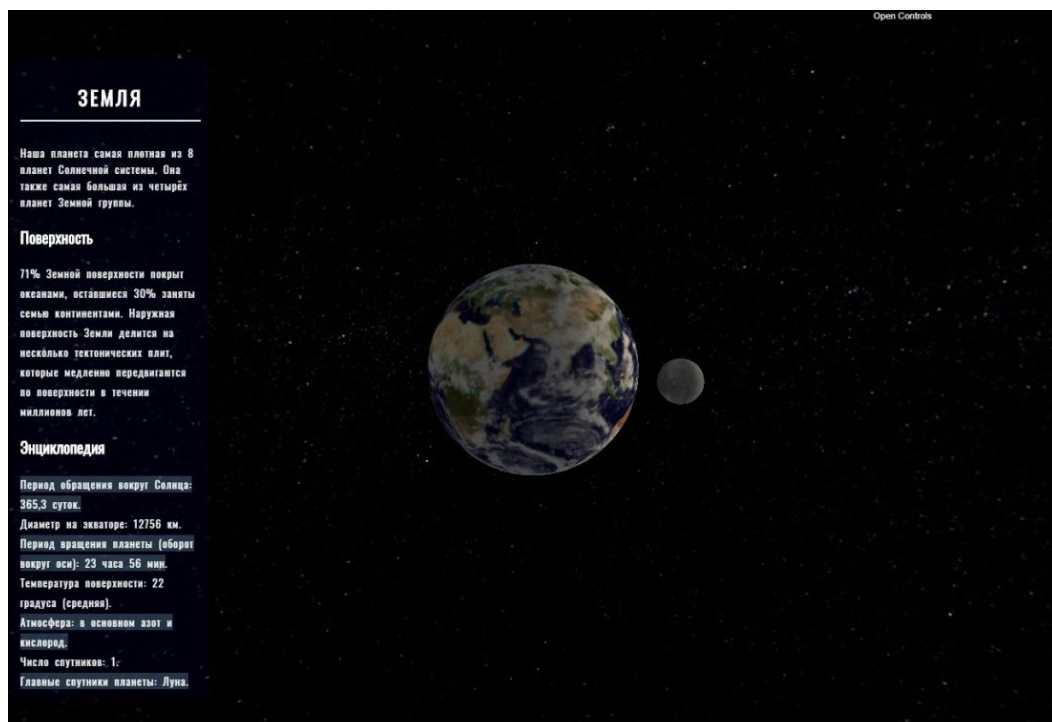 Open Controls
ЗЕМЛЯ
Наша планета самая плотная из 8
планет Солнечной системы. Она
также самая большая из четырёх
планет Земной группы.
Поверхность
71% Земной поверхности покрыт
океанами, оставшиеся 30% заняты
семью континентами. Наружная
поверхность Земли делится на
несколько тектонических плит,
которые медленно передвигаются
по поверхности в течении
миллионов лет.
Энциклопедия
Период обращения вокруг Солнца:
365,3 суток.
Диаметр на экваторе: 12756 км.
Период вращения планеты (оборот
вокруг оси): 23 часа 56 мин.
Температура поверхности: 22
градуса (средняя).
Атмосфера: в основном азот и
кислород.
Число спутников: 1.
Главные спутники планеты: Луна.